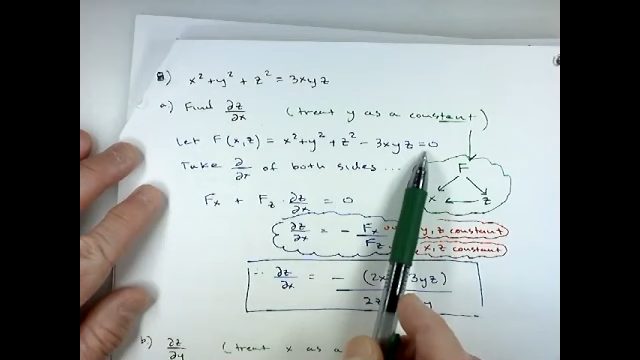 8) x² + y² + z² = 3xyz
a) Find ∂z/∂x (treat y as a constant)
Let F(x,z) = x² + y² + z² - 3xyz = 0
Take ∂/∂x of both sides ...
F
x z
Fx + Fz · ∂z/∂x = 0
∂z/∂x = - Fx/Fz y, z constant
x, z constant
∴ ∂z/∂x = - (2x 3yz)/2z y
b) ∂z/∂y (treat x as a